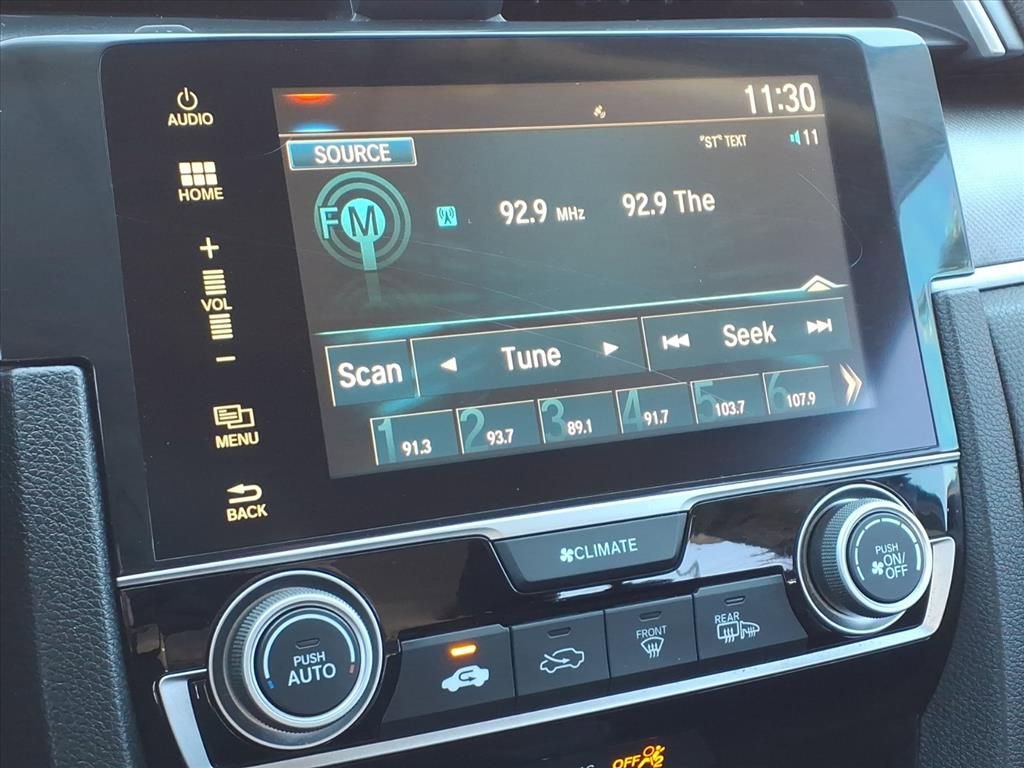 AUDIO
HOME
+
VOL
-
MENU
BACK
11:30
SOURCE
"ST" TEXT
11
FM
92.9 MHz
92.9 The
Scan
Tune
Seek
1 91.3
2 93.7
3 89.1
4 91.7
5 103.7
6 107.9
CLIMATE
PUSH
AUTO
FRONT
REAR
PUSH
ON/
OFF
OFF 2